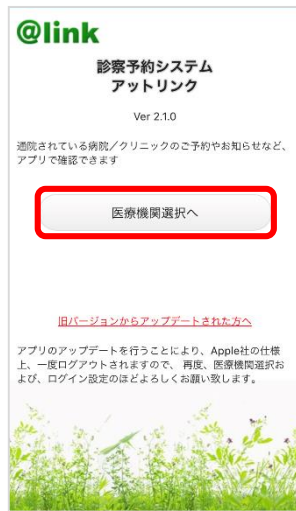 @link
診察予約システム
アットリンク
Ver 2.1.0
通院されている病院／クリニックのご予約やお知らせなど、
アプリで確認できます
医療機関選択へ
旧バージョンからアップデートされた方へ
アプリのアップデートを行うことにより、Apple社の仕様
上、一度ログアウトされますので、 再度、医療機関選択お
よび、ログイン設定のほどよろしくお願い致します。